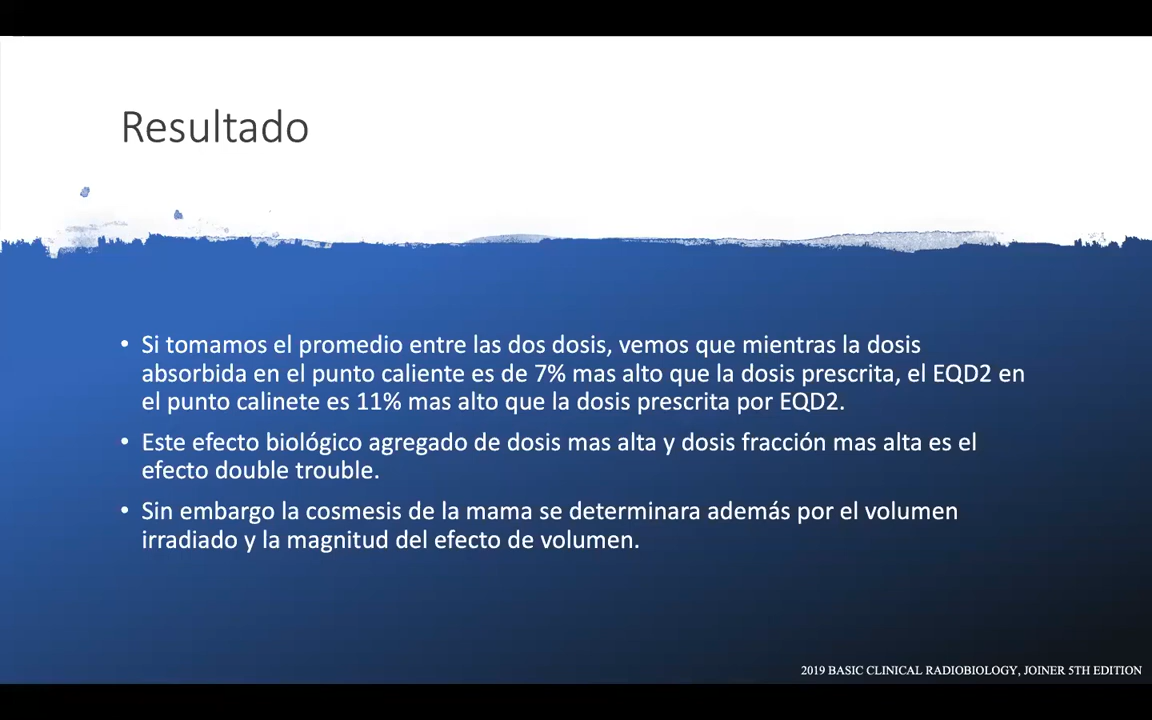 Resultado
• Si tomamos el promedio entre las dos dosis, vemos que mientras la dosis
absorbida en el punto caliente es de 7% mas alto que la dosis prescrita, el EQD2 en
el punto calinete es 11% mas alto que la dosis prescrita por EQD2.
• Este efecto biológico agregado de dosis mas alta y dosis fracción mas alta es el
efecto double trouble.
• Sin embargo la cosmesis de la mama se determinara además por el volumen
irradiado y la magnitud del efecto de volumen.
2019 BASIC CLINICAL RADIOBIOLOGY, JOINER 5TH EDITION